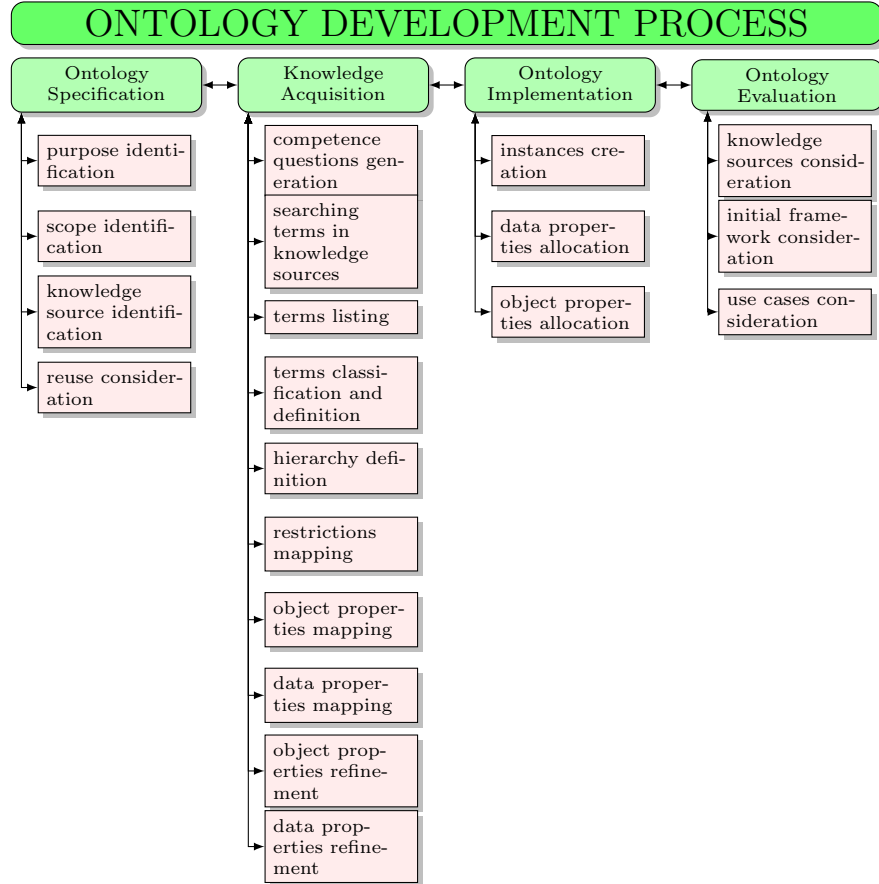 ONTOLOGY DEVELOPMENT PROCESS
Ontology
Specification
purpose identi-
fication
scope identifi-
cation
knowledge
source identifi-
cation
reuse consider-
ation
Knowledge
Acquisition
competence
questions gen-
eration
searching
terms in
knowledge
sources
terms listing
terms classi-
fication and
definition
hierarchy defi-
nition
restrictions
mapping
object proper-
ties mapping
data proper-
ties mapping
object prop-
erties refine-
ment
data prop-
erties refine-
ment
Ontology
Implementation
instances cre-
ation
data proper-
ties allocation
object proper-
ties allocation
Ontology
Evaluation
knowledge
sources consid-
eration
initial frame-
work consider-
ation
use cases con-
sideration